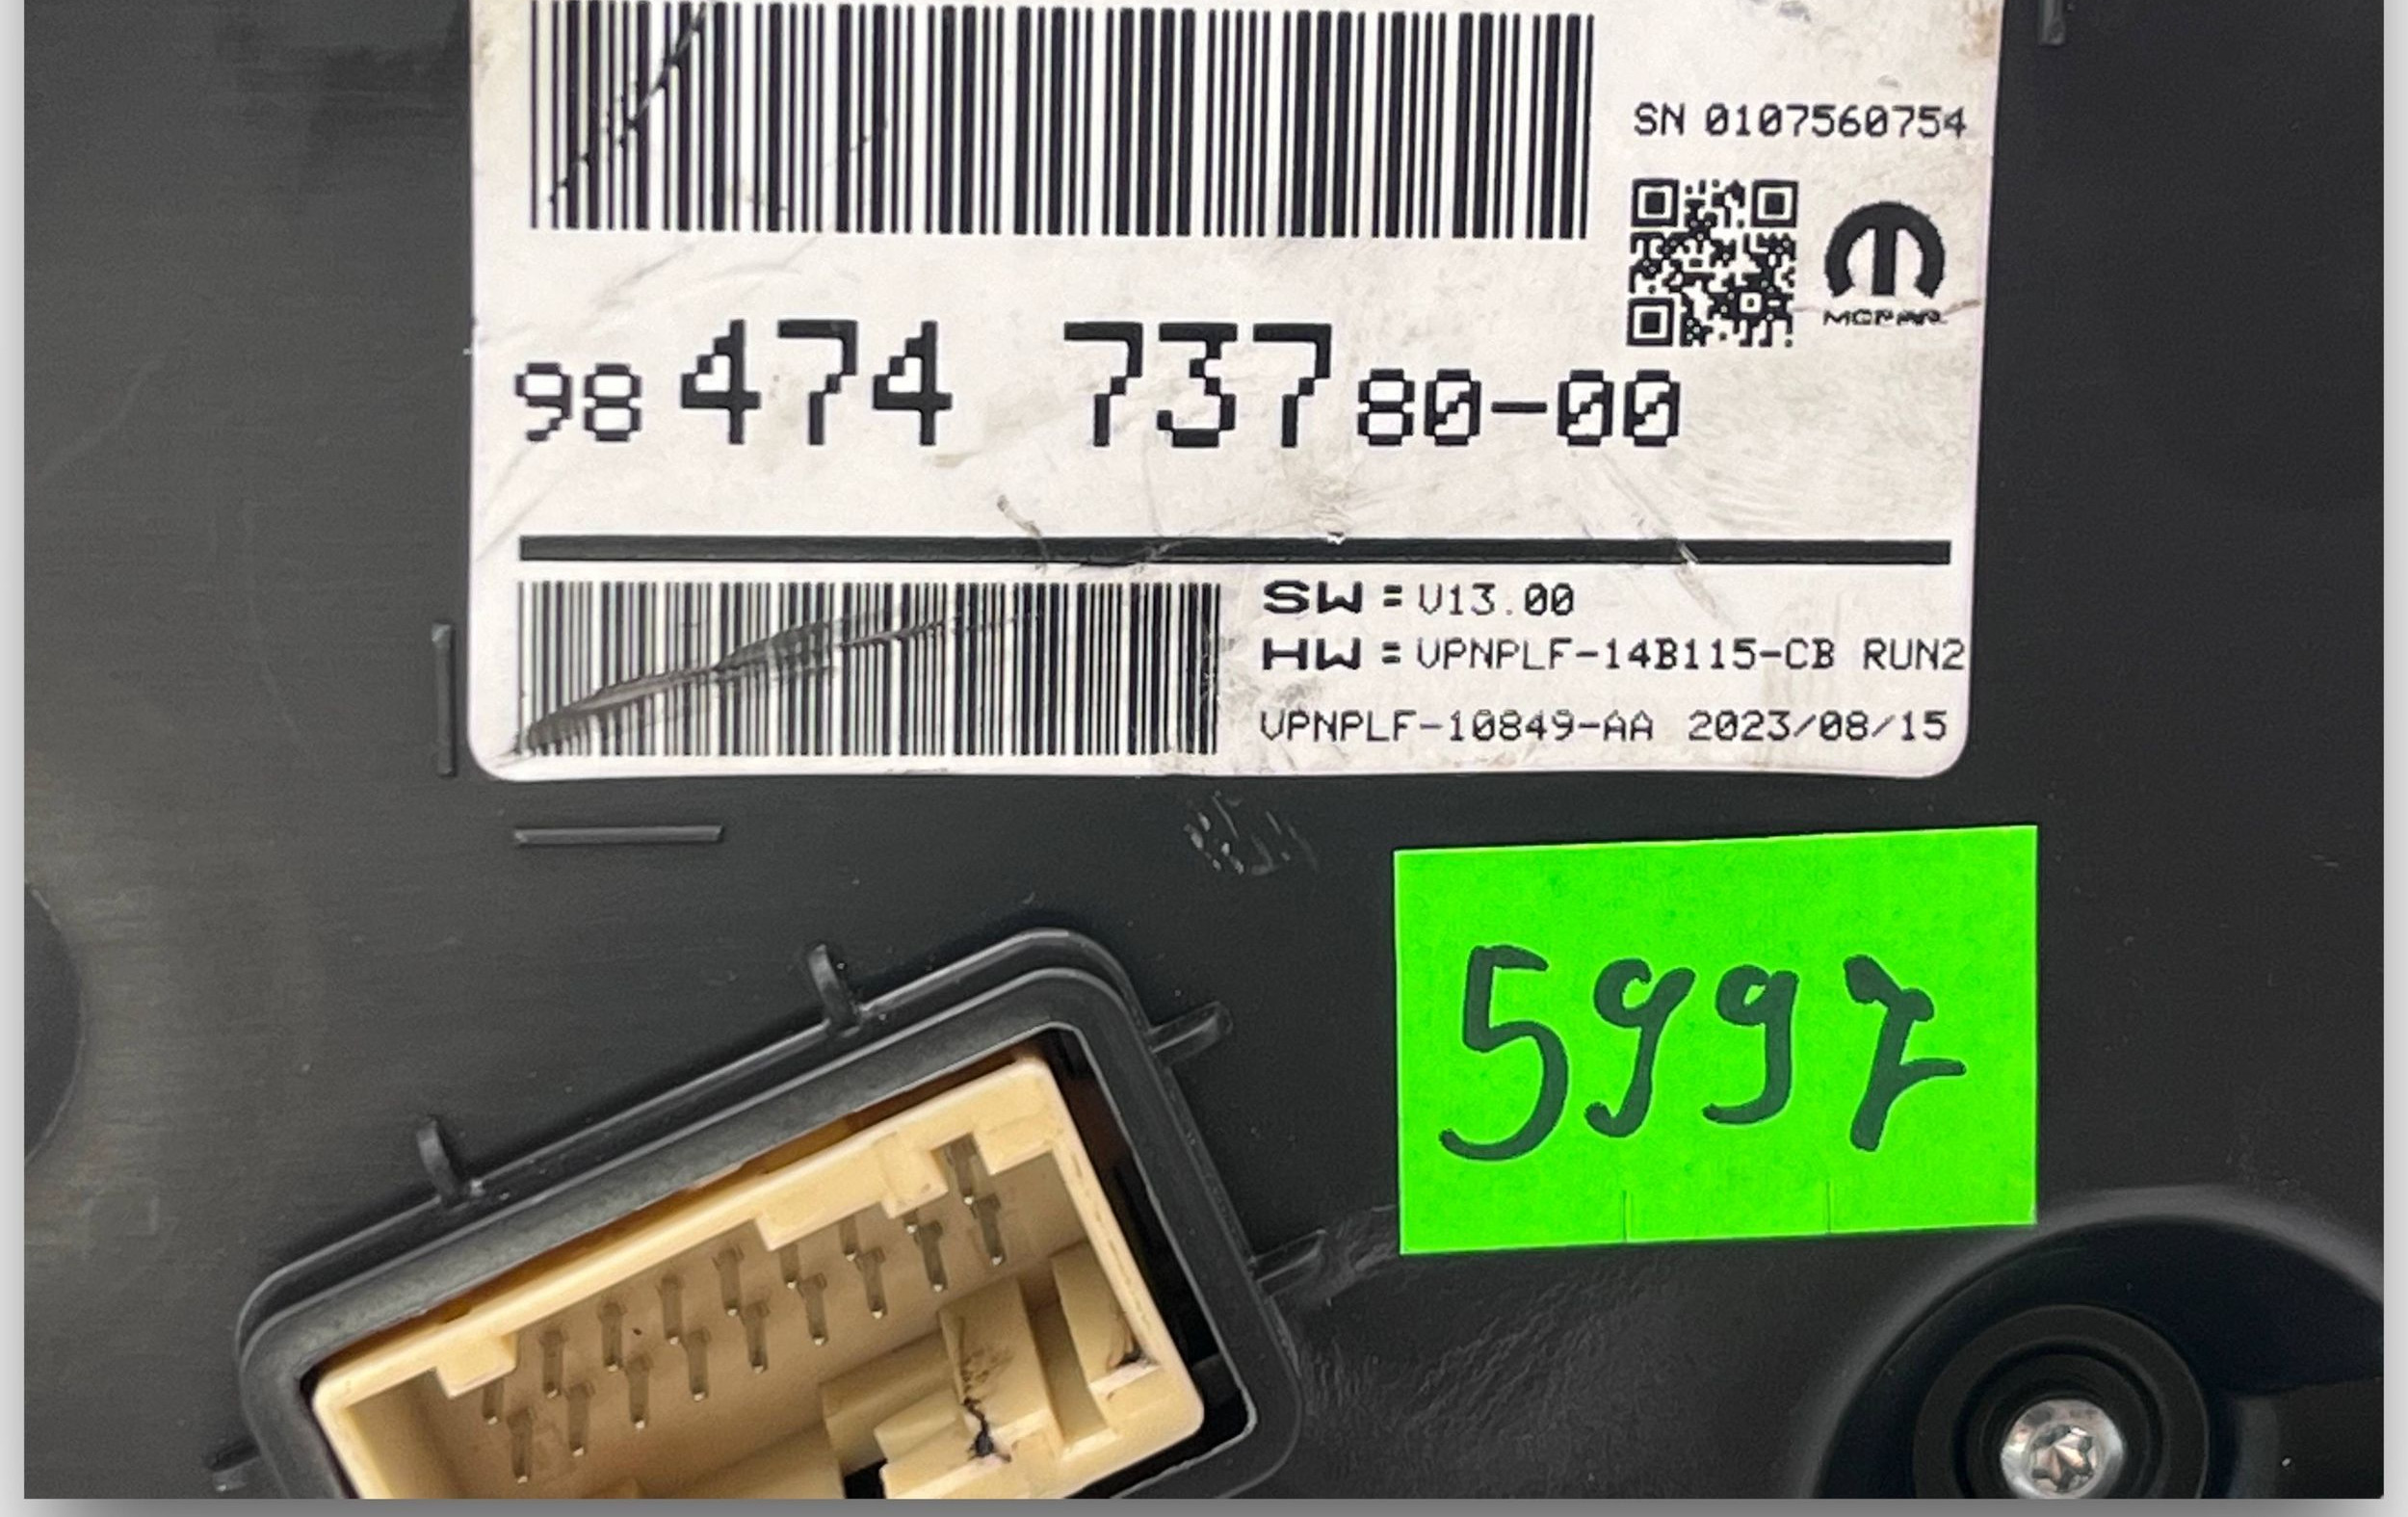 SN 0107560754
MOPAR
98 474 737 80-00
SW = V13.00
HW = VPNPLF-14B115-CB RUN2
VPNPLF-10849-AA 2023/08/15
5997